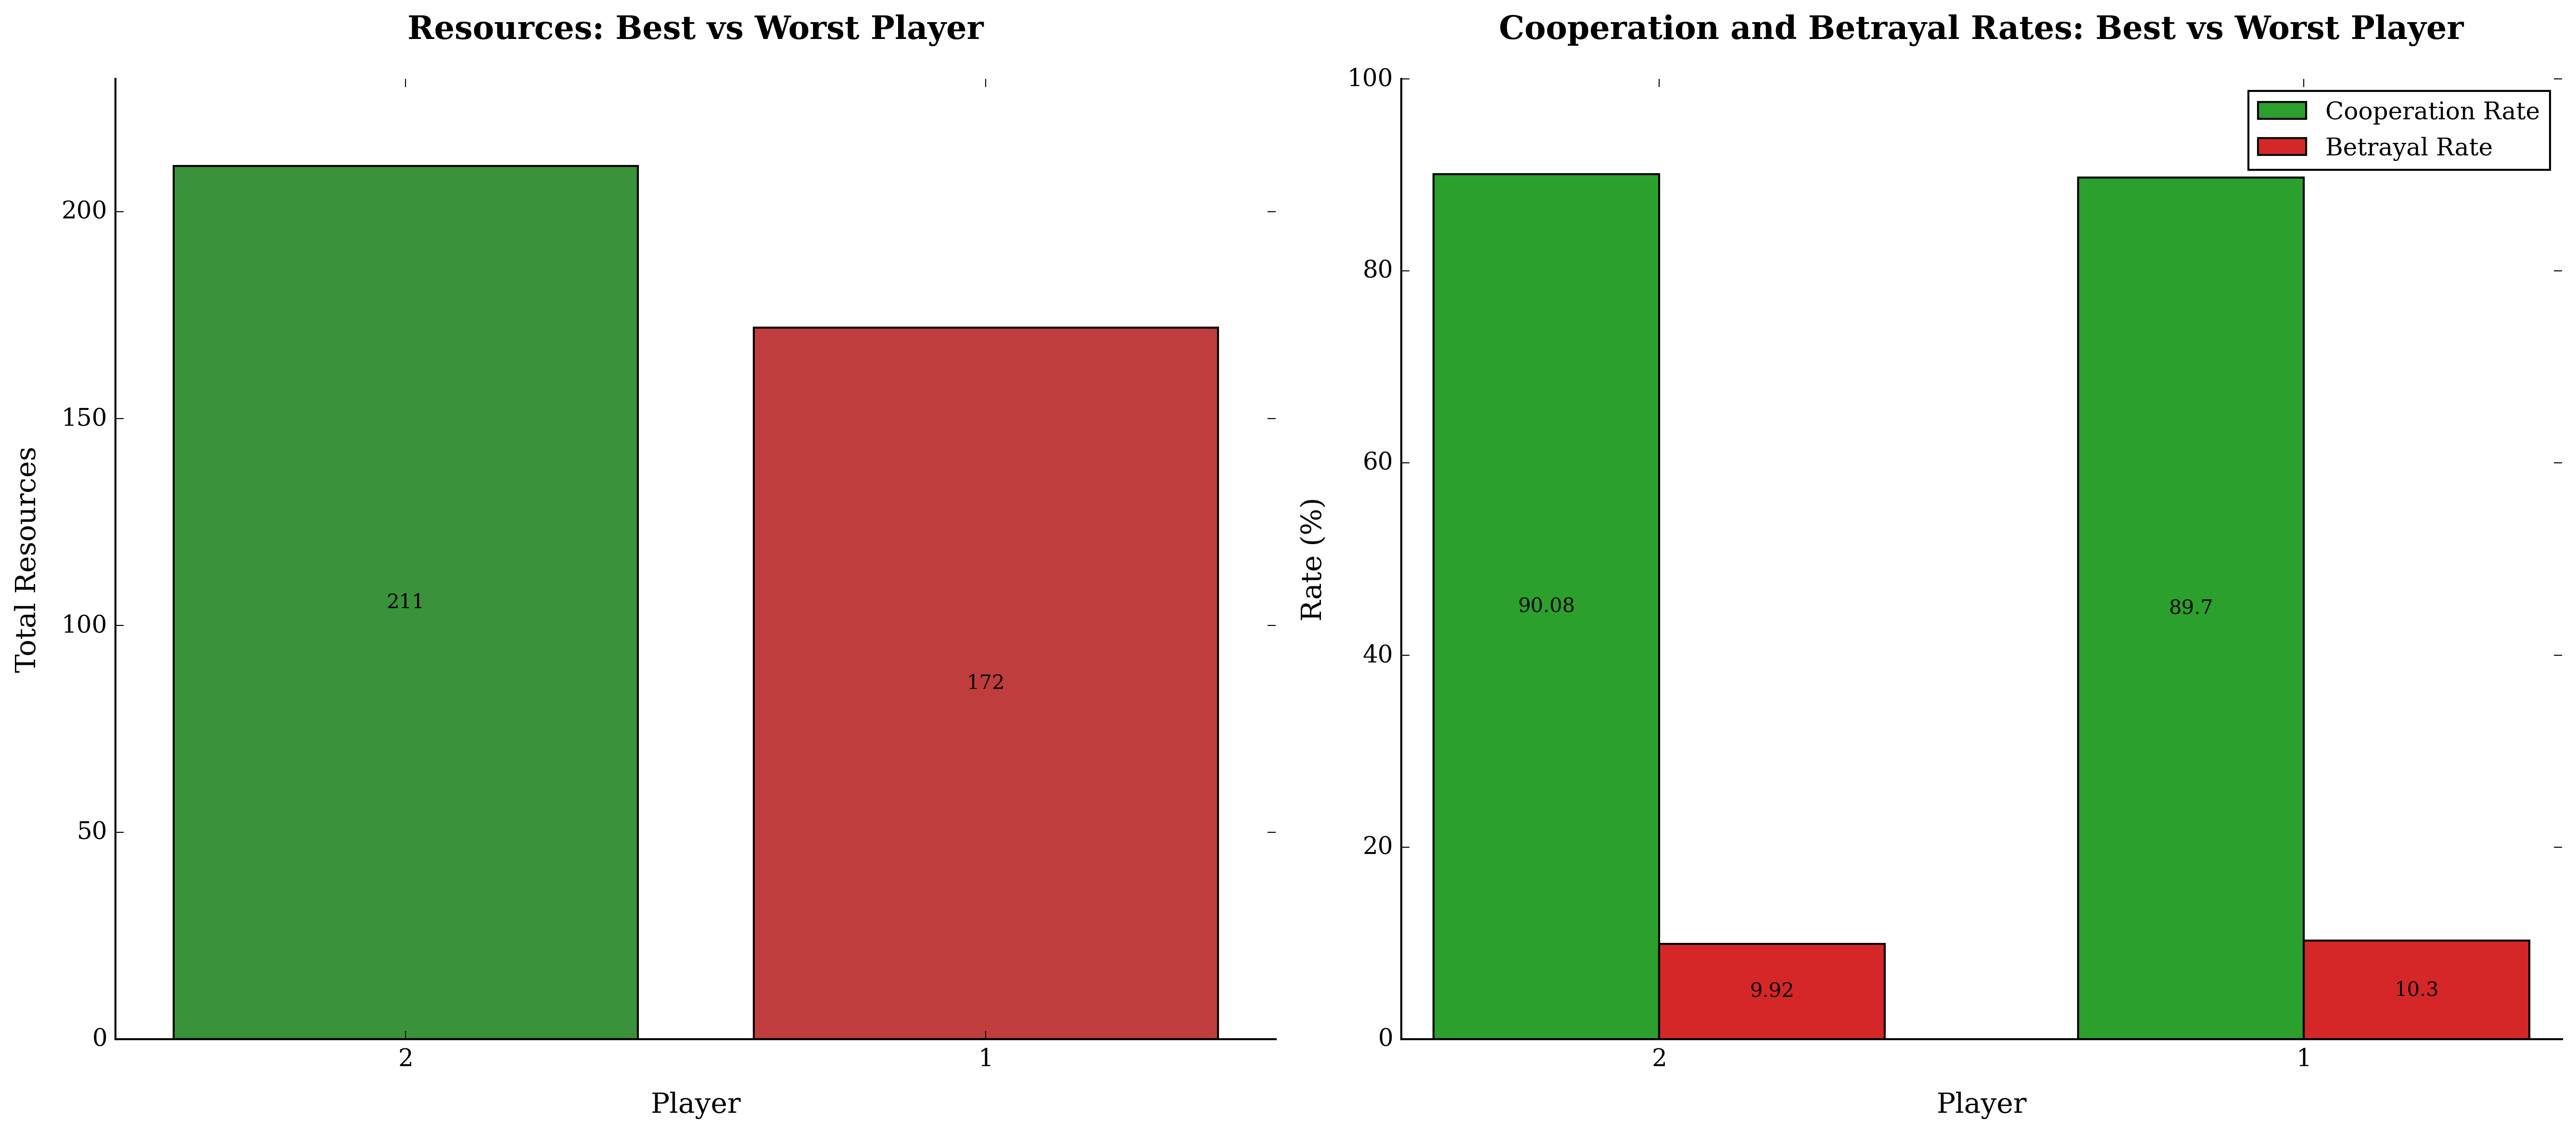 Resources: Best vs Worst Player
Total Resources
200
150
100
50
0
211
172
2
1
Player
Cooperation and Betrayal Rates: Best vs Worst Player
Rate (%)
100
80
60
40
20
0
Cooperation Rate
Betrayal Rate
90.08
9.92
89.7
10.3
2
1
Player